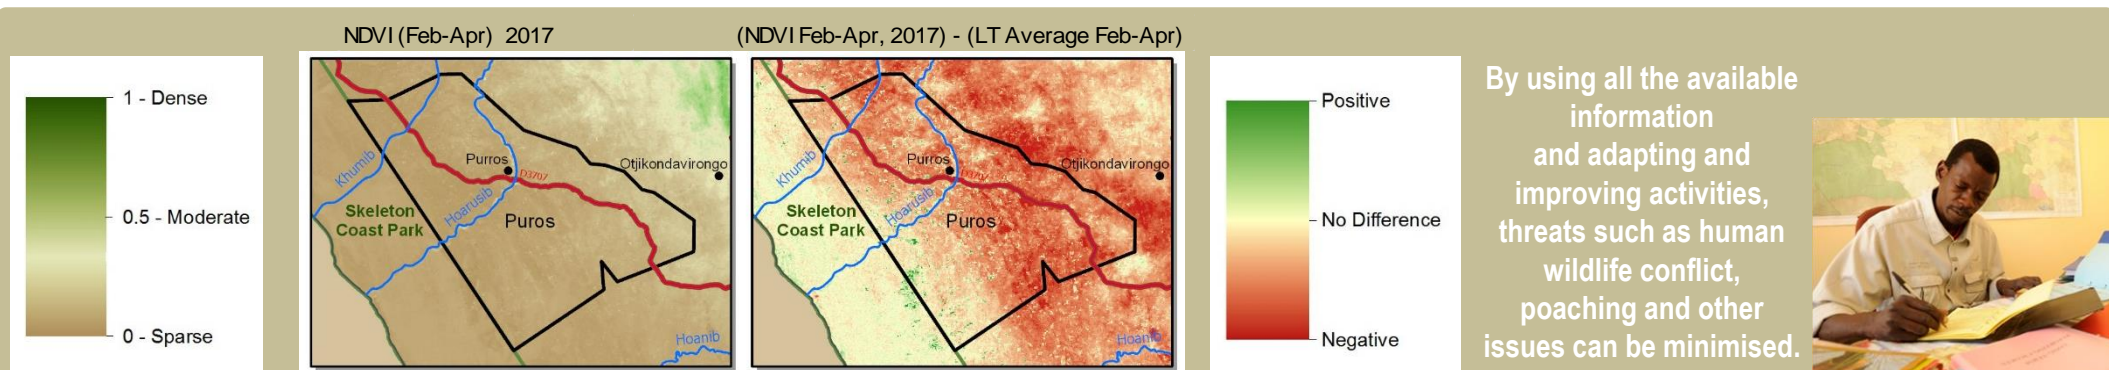 NDVI (Feb-Apr) 2017
(NDVI Feb-Apr, 2017) - (LT Average Feb-Apr)
1 - Dense
0.5 - Moderate
0 - Sparse
Khumib
Purros
D3707
Otjikondavirongo
Hoarusib
Skeleton
Coast Park
Puros
Hoanib
Khumib
Purros
D3707
Otjikondavirongo
Hoarusib
Skeleton
Coast Park
Puros
Hoanib
Positive
No Difference
Negative
By using all the available
information
and adapting and
improving activities,
threats such as human
wildlife conflict,
poaching and other
issues can be minimised.